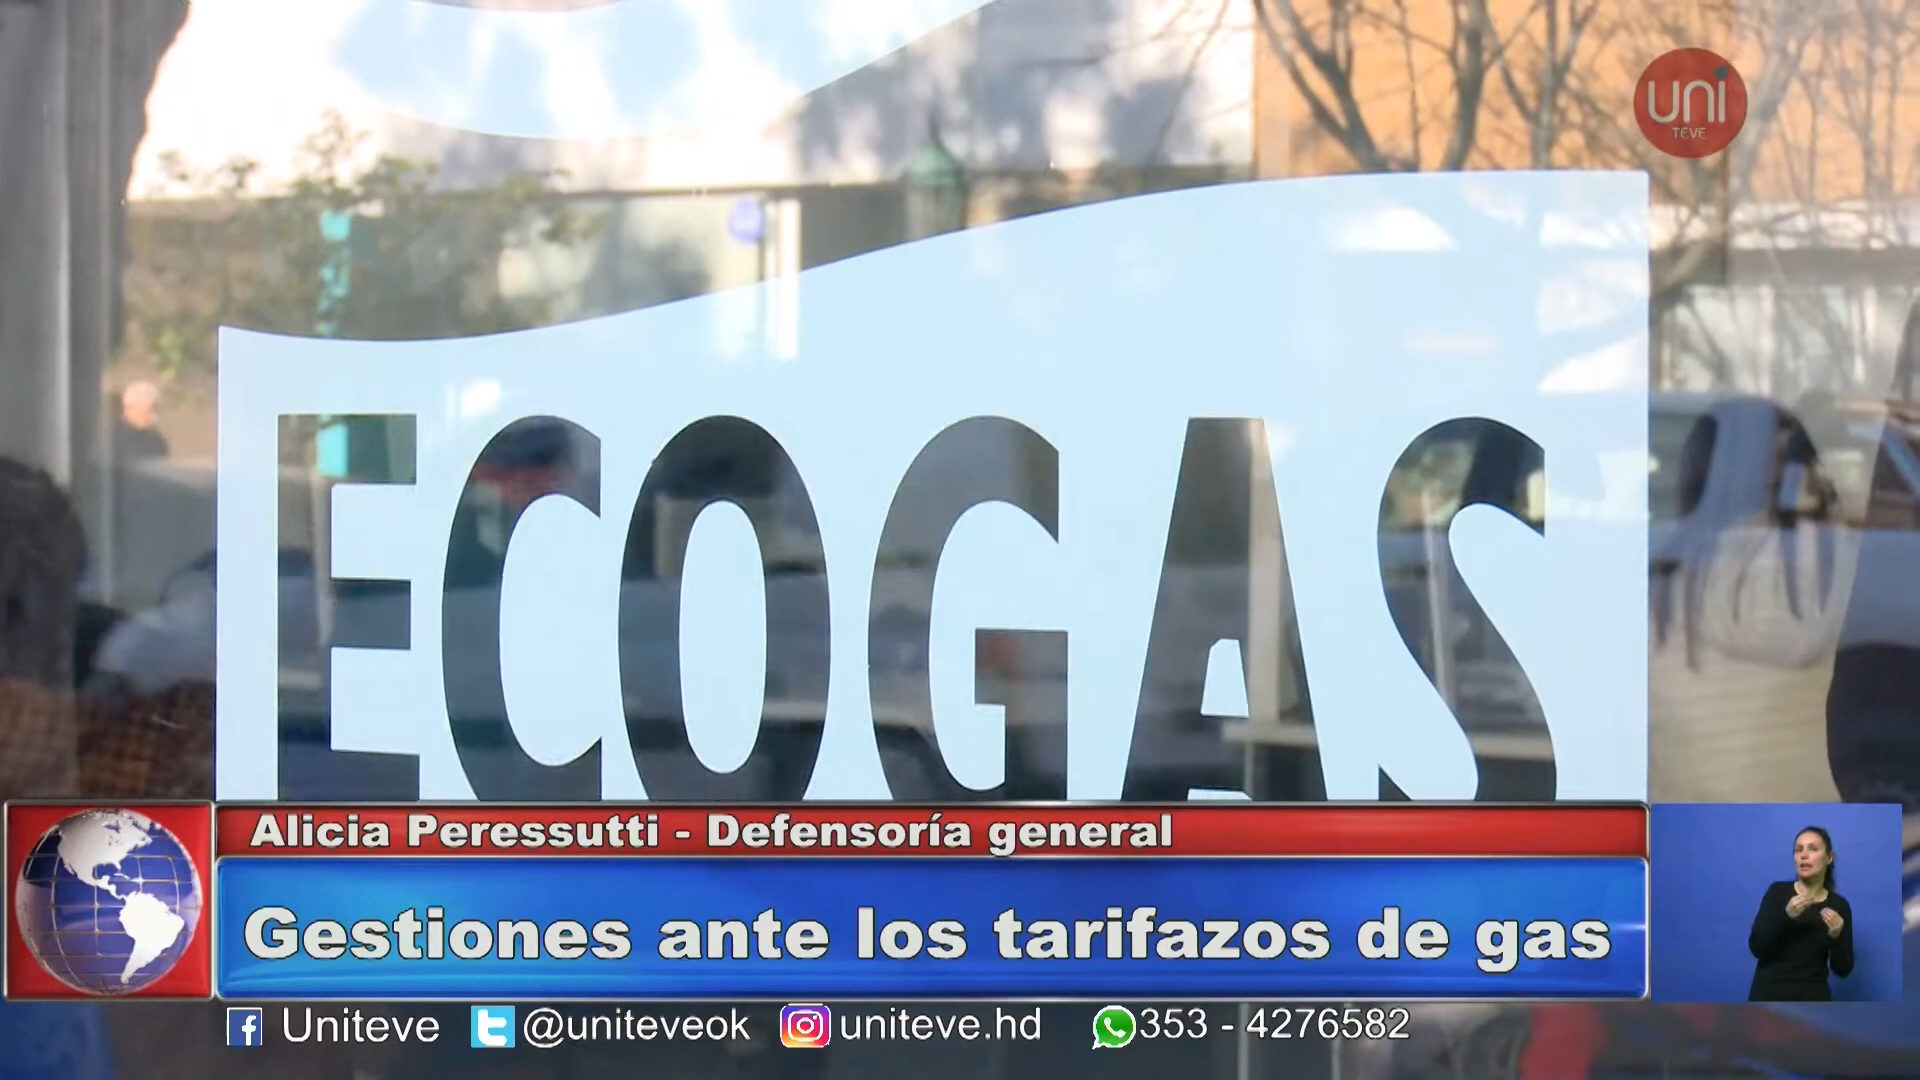 uni
TEVE
ECOGAS
Alicia Peressutti - Defensoría general
Gestiones ante los tarifazos de gas
Uniteve @uniteveok uniteve.hd 353 - 4276582